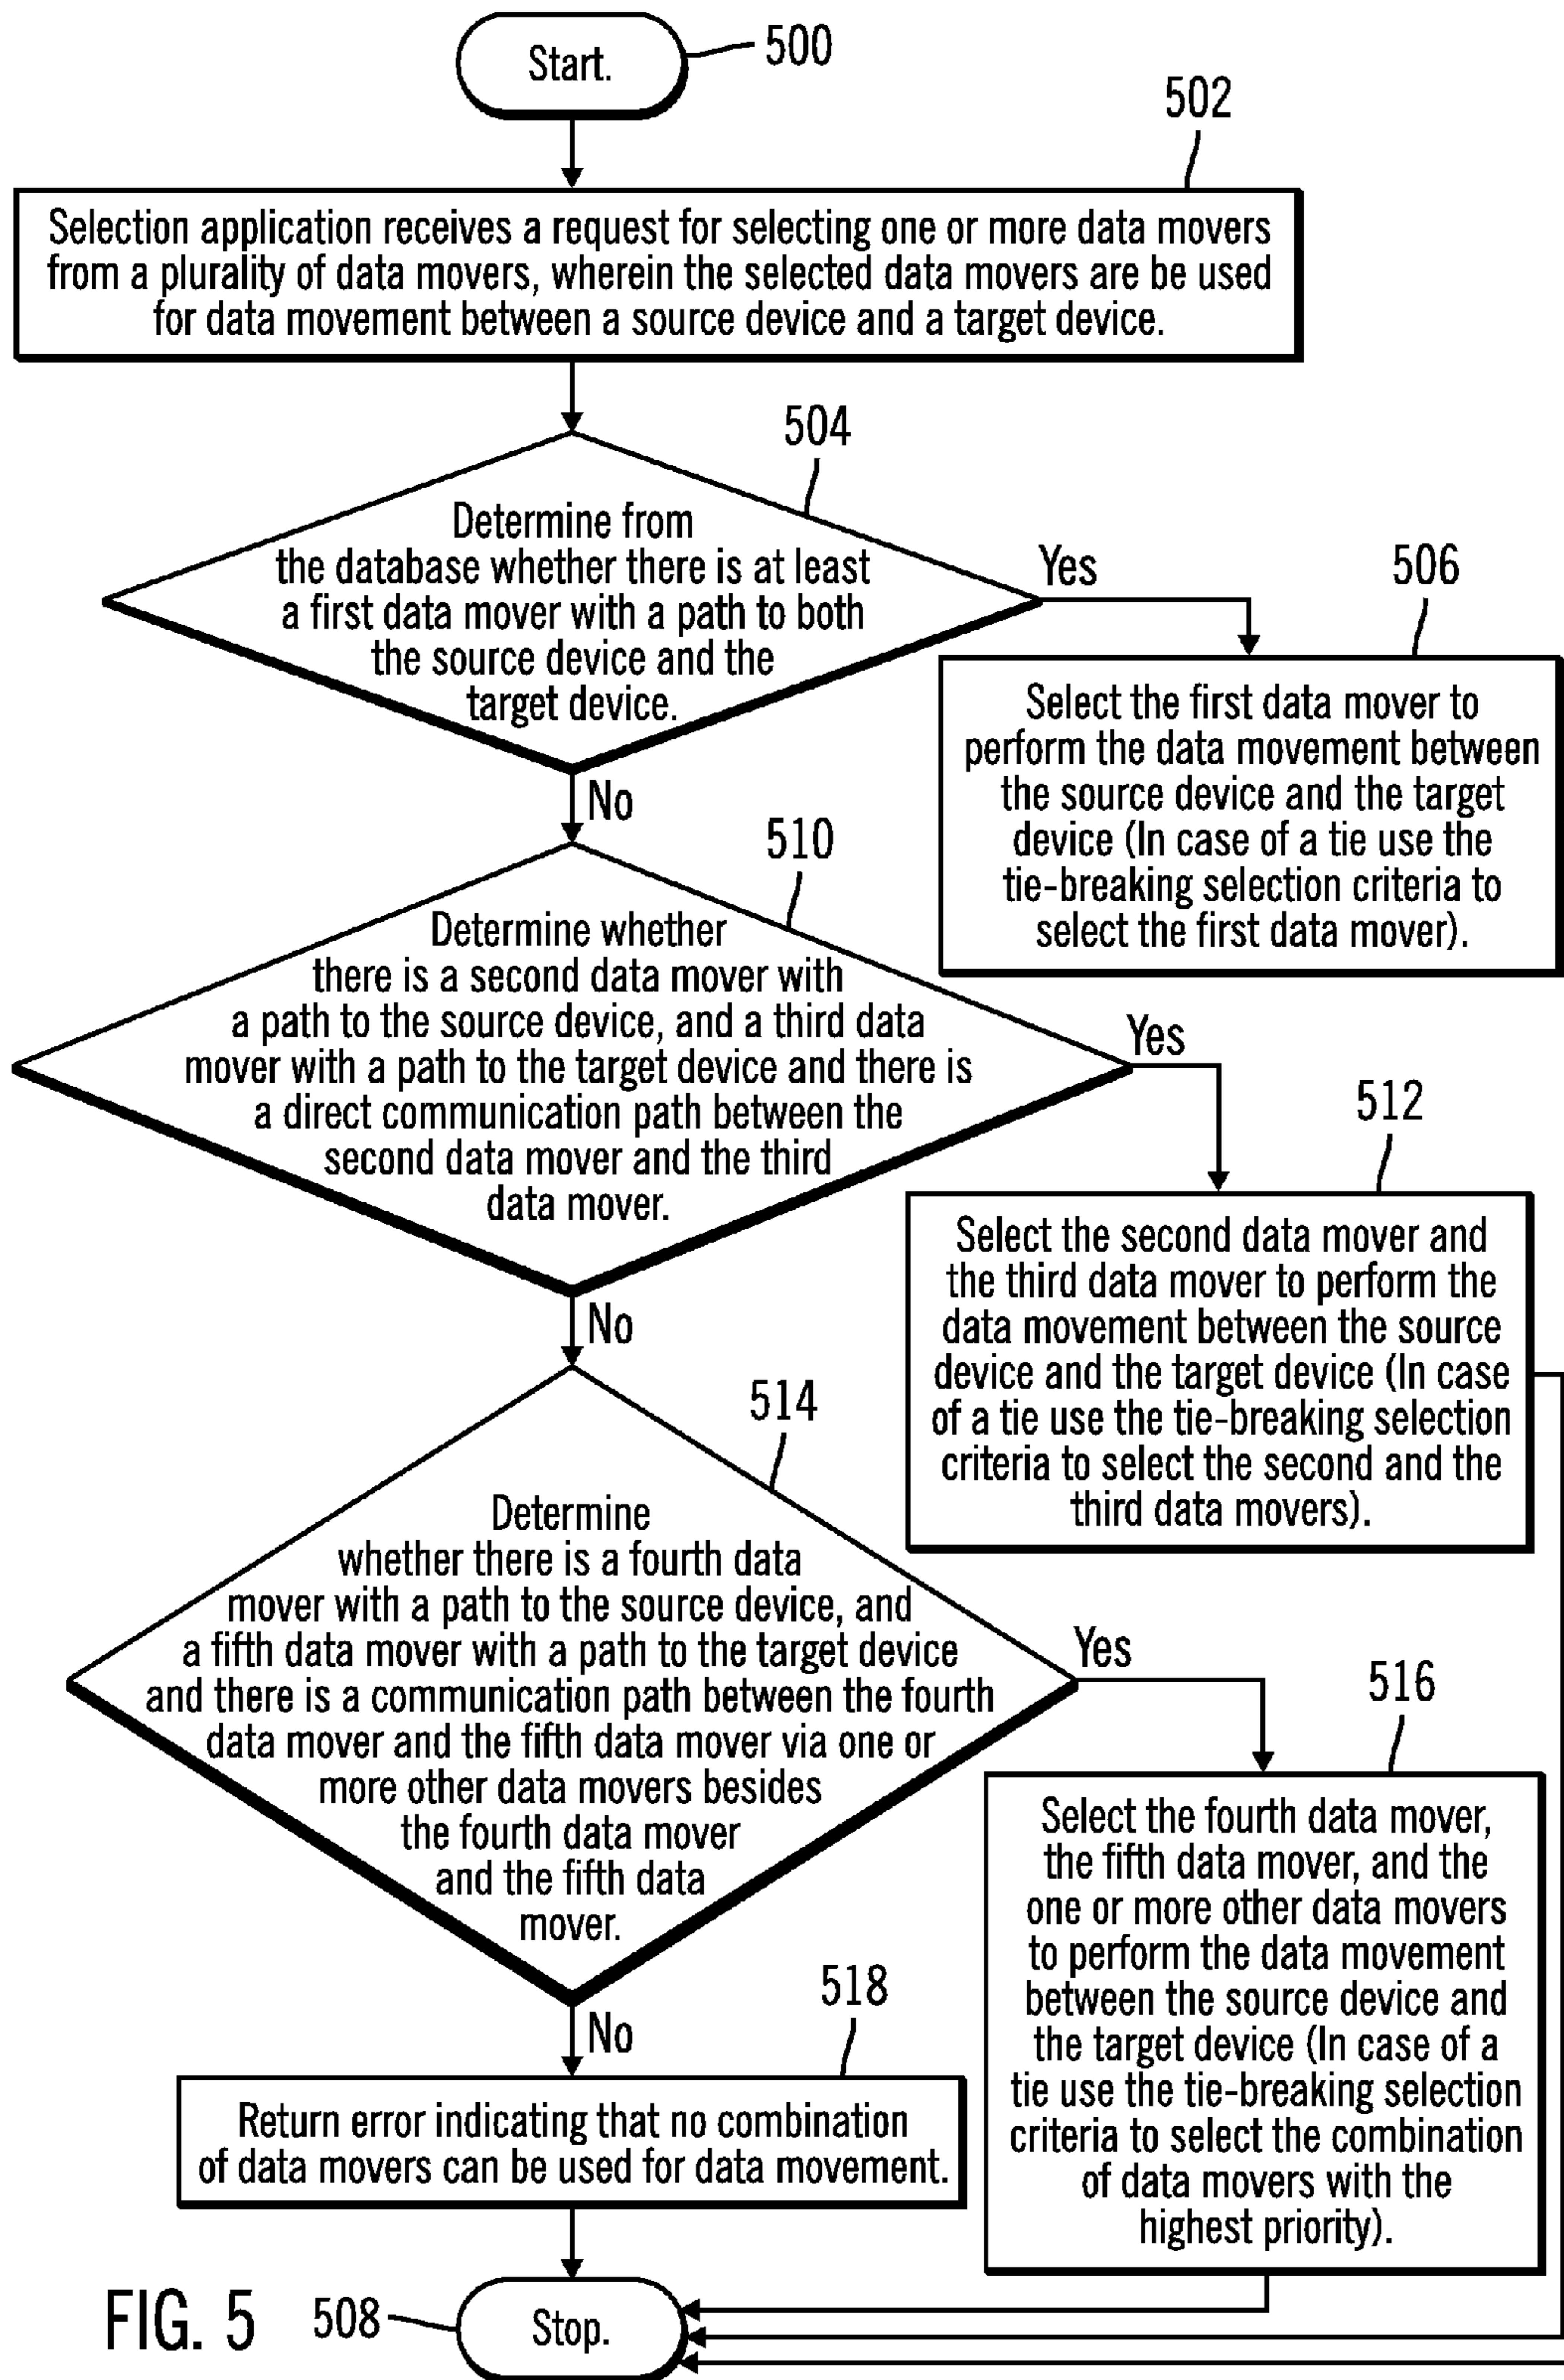 Start.
500
502
Selection application receives a request for selecting one or more data movers
from a plurality of data movers, wherein the selected data movers are be used
for data movement between a source device and a target device.
504
Determine from
the database whether there is at least
a first data mover with a path to both
the source device and the
target device.
Yes
506
Select the first data mover to
perform the data movement between
the source device and the target
device (In case of a tie use the
tie-breaking selection criteria to
select the first data mover).
No
510
Determine whether
there is a second data mover with
a path to the source device, and a third data
mover with a path to the target device and there is
a direct communication path between the
second data mover and the third
data mover.
Yes
512
Select the second data mover and
the third data mover to perform the
data movement between the source
device and the target device (In case
of a tie use the tie-breaking selection
criteria to select the second and the
third data movers).
No
514
Determine
whether there is a fourth data
mover with a path to the source device, and
a fifth data mover with a path to the target device
and there is a communication path between the fourth
data mover and the fifth data mover via one or
more other data movers besides
the fourth data mover
and the fifth data
mover.
Yes
516
Select the fourth data mover,
the fifth data mover, and the
one or more other data movers
to perform the data movement
between the source device and
the target device (In case of a
tie use the tie-breaking selection
criteria to select the combination
of data movers with the
highest priority).
No
518
Return error indicating that no combination
of data movers can be used for data movement.
FIG. 5
508
Stop.